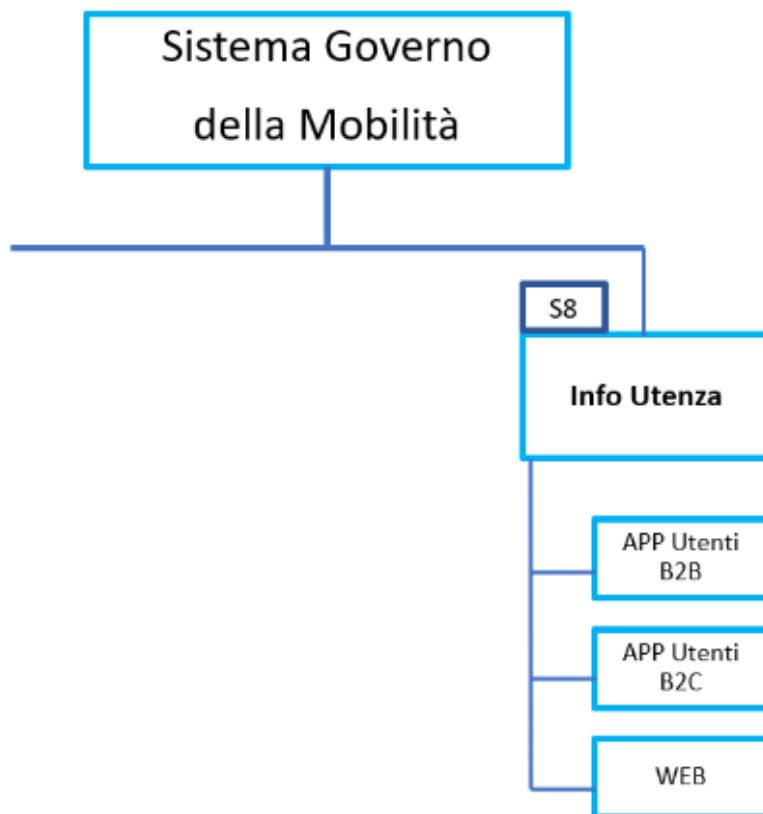 Sistema Governo
della Mobilità
S8
Info Utenza
APP Utenti
B2B
APP Utenti
B2C
WEB